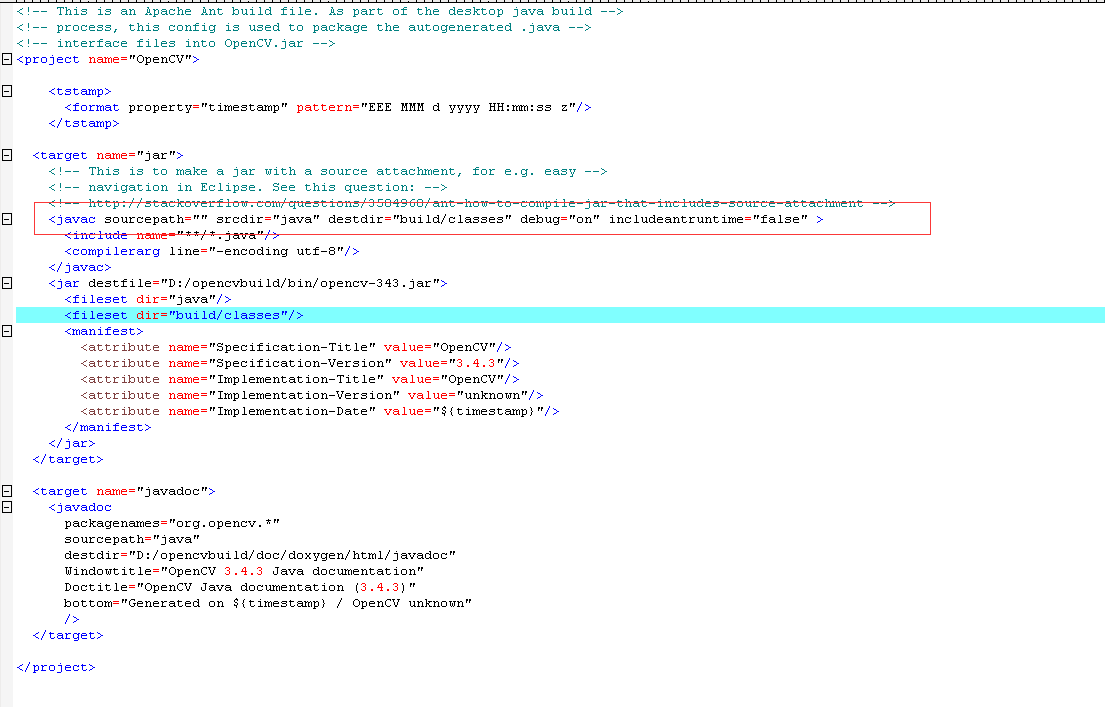 <!-- This is an Apache Ant build file. As part of the desktop java build -->
<!-- process, this config is used to package the autogenerated .java -->
<!-- interface files into OpenCV.jar -->
<project name="OpenCV">
<tstamp>
<format property="timestamp" pattern="EEE MMM d yyyy HH:mm:ss z"/>
</tstamp>
<target name="jar">
<!-- This is to make a jar with a source attachment, for e.g. easy -->
<!-- navigation in Eclipse. See this question: -->
<!-- http://stackoverflow.com/questions/3584968/ant-how-to-compile-jar-that-includes-source-attachment -->
<javac sourcepath="" srcdir="java" destdir="build/classes" debug="on" includeantruntime="false" >
<include name="**/*.java"/>
<compilerarg line="-encoding utf-8"/>
</javac>
<jar destfile="D:/opencvbuild/bin/opencv-343.jar">
<fileset dir="java"/>
<fileset dir="build/classes"/>
<manifest>
<attribute name="Specification-Title" value="OpenCV"/>
<attribute name="Specification-Version" value="3.4.3"/>
<attribute name="Implementation-Title" value="OpenCV"/>
<attribute name="Implementation-Version" value="unknown"/>
<attribute name="Implementation-Date" value="${timestamp}"/>
</manifest>
</jar>
</target>
<target name="javadoc">
<javadoc
packagenames="org.opencv.*"
sourcepath="java"
destdir="D:/opencvbuild/doc/doxygen/html/javadoc"
Windowtitle="OpenCV 3.4.3 Java documentation"
Doctitle="OpenCV Java documentation (3.4.3)"
bottom="Generated on ${timestamp} / OpenCV unknown"
/>
</target>
</project>